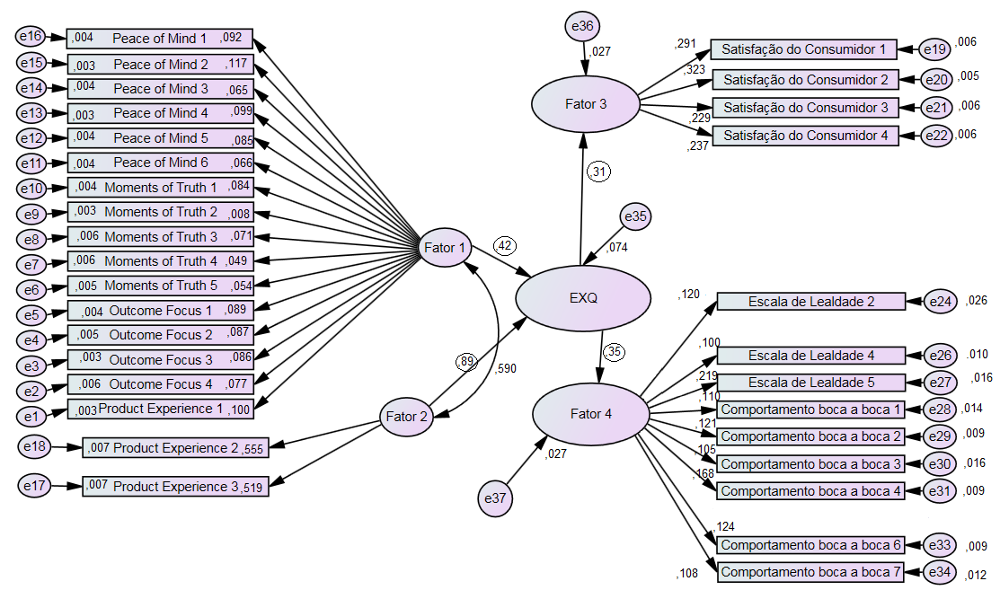 e16 ,004 Peace of Mind 1 ,092
e15 ,003 Peace of Mind 2 ,117
e14 ,004 Peace of Mind 3 ,065
e13 ,003 Peace of Mind 4 ,099
e12 ,004 Peace of Mind 5 ,085
e11 ,004 Peace of Mind 6 ,066
e10 ,004 Moments of Truth 1 ,084
e9 ,003 Moments of Truth 2 ,008
e8 ,006 Moments of Truth 3 ,071
e7 ,006 Moments of Truth 4 ,049
e6 ,005 Moments of Truth 5 ,054
e5 ,004 Outcome Focus 1 ,089
e4 ,005 Outcome Focus 2 ,087
e3 ,003 Outcome Focus 3 ,086
e2 ,006 Outcome Focus 4 ,077
e1 ,003 Product Experience 1 ,100
e18 ,007 Product Experience 2 ,555
e17 ,007 Product Experience 3 ,519
Fator 1
,42
Fator 2
,89
,590
e36
,027
Fator 3
,31
e35
,074
EXQ
,35
Fator 4
,027
e37
,291 Satisfação do Consumidor 1 e19 ,006
,323 Satisfação do Consumidor 2 e20 ,005
,229 Satisfação do Consumidor 3 e21 ,006
,237 Satisfação do Consumidor 4 e22 ,006
,120 Escala de Lealdade 2 e24 ,026
,100 Escala de Lealdade 4 e26 ,010
,219 Escala de Lealdade 5 e27 ,016
,110 Comportamento boca a boca 1 e28 ,014
,121 Comportamento boca a boca 2 e29 ,009
,105 Comportamento boca a boca 3 e30 ,016
,168 Comportamento boca a boca 4 e31 ,009
,124 Comportamento boca a boca 6 e33 ,009
,108 Comportamento boca a boca 7 e34 ,012